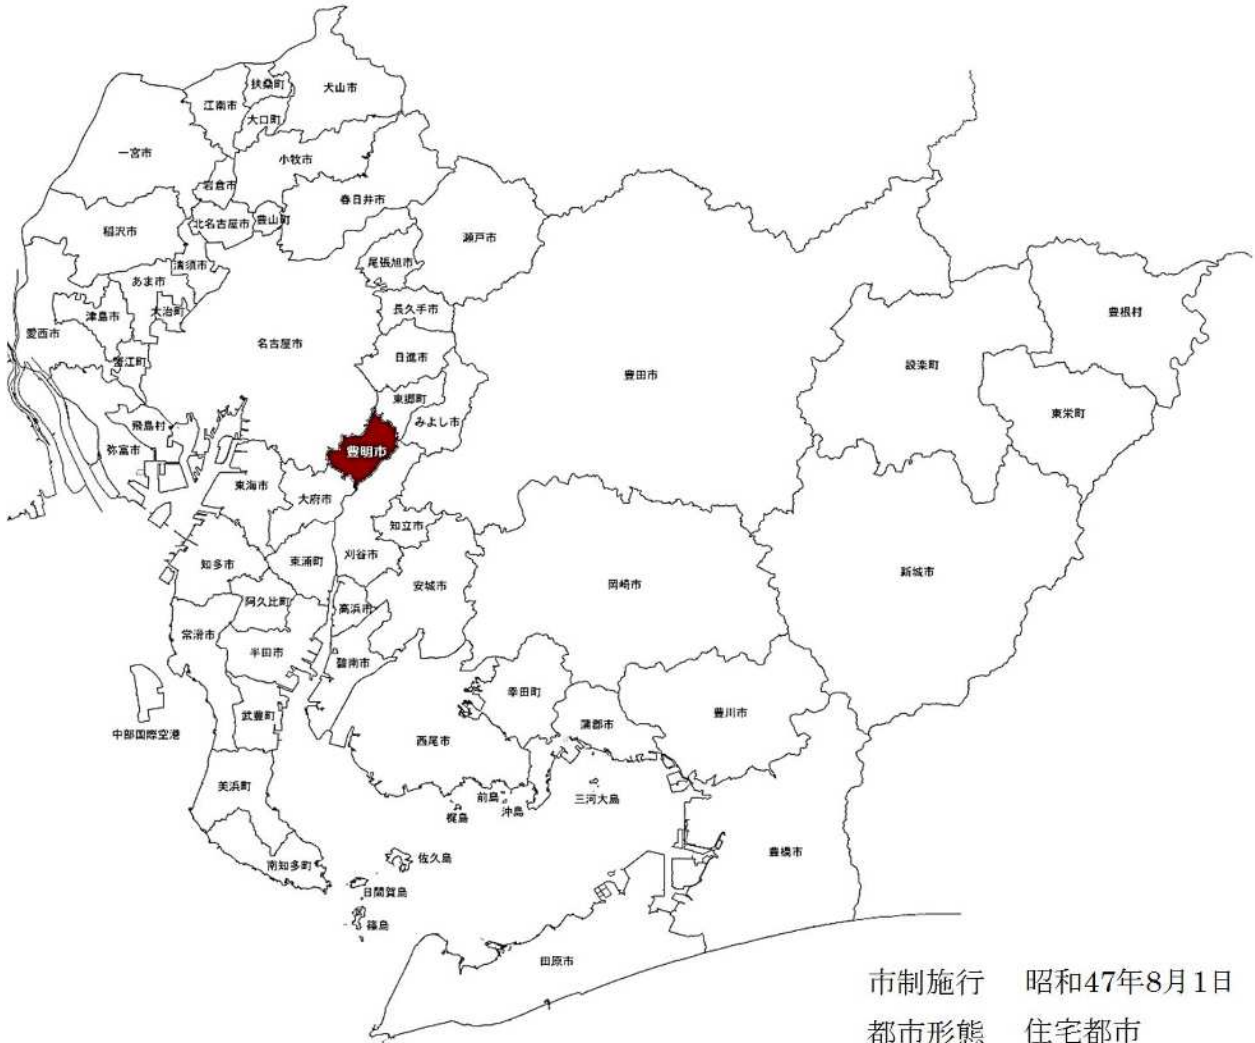 扶桑町
犬山市
江南市
大口町
一宮市
小牧市
岩倉市
春日井市
北名古屋市
豊山町
稲沢市
瀬戸市
清須市
尾張旭市
あま市
長久手市
津島市
大治町
豊根村
愛西市
名古屋市
蟹江町
日進市
設楽町
豊田市
東郷町
みよし市
東栄町
飛島村
弥富市
豊明市
東海市
大府市
知立市
知多市
東浦町
刈谷市
新城市
安城市
岡崎市
阿久比町
高浜市
常滑市
半田市
碧南市
幸田町
武豊町
蒲郡市
豊川市
中部国際空港
西尾市
美浜町
前島
三河大島
梶島
沖島
豊橋市
南知多町
佐久島
日間賀島
篠島
田原市
市制施行 昭和47年8月1日
都市形態 住宅都市